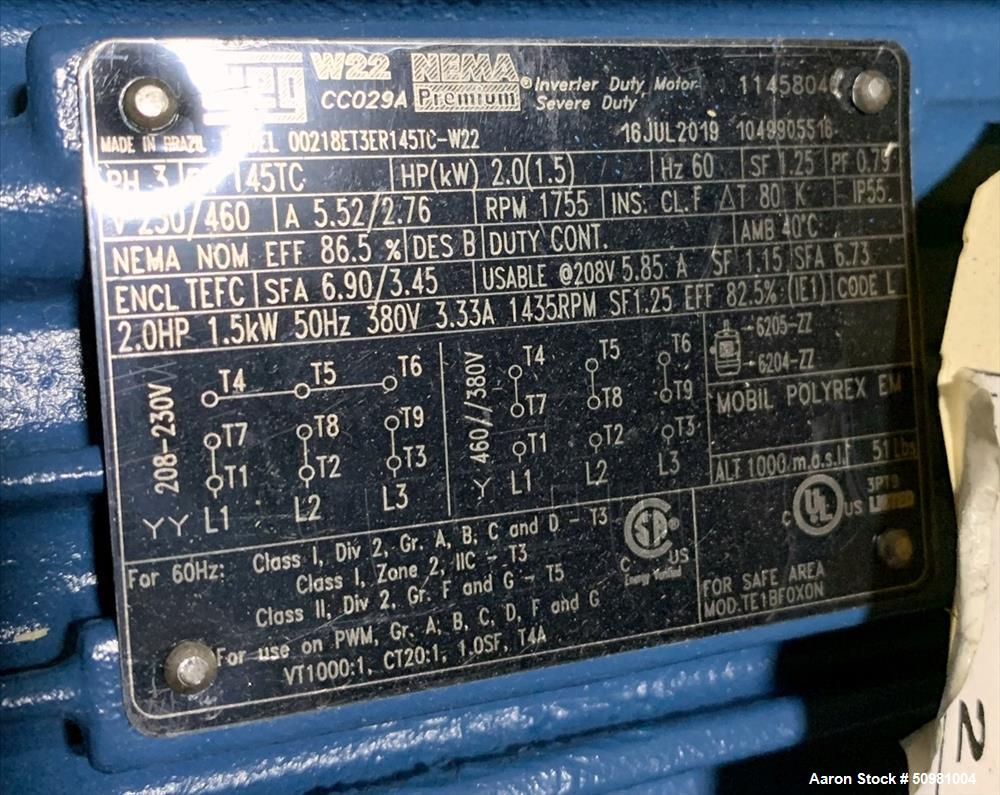 W22 NEMA
CC029A Premium ® Inverter Duty Motor 1145804
Severe Duty
MADE IN BRAZIL 00218ET3ER145TC-W22 16JUL2019 1049905516
PH 3 145TC HP(kW) 2.0(1.5) Hz 60 SF 1.25 PF 0.75
V 230/460 A 5.52/2.76 RPM 1755 INS. CL. F ΔT 80 K IP55.
NEMA NOM EFF 86.5 % DES B DUTY CONT. AMB 40°C
ENCL TEFC SFA 6.90/3.45 USABLE @208V 5.85 A SF 1.15 SFA 6.73
2.0HP 1.5kW 50Hz 380V 3.33A 1435RPM SF1.25 EFF 82.5% (IE1) CODE L
208-230V
T4 T5 T6
T7 T8 T9
T1 T2 T3
YY L1 L2 L3
460//380V
T4 T5 T6
T7 T8 T9
T1 T2 T3
Y L1 L2 L3
6205-ZZ
6204-ZZ
MOBIL POLYREX EM
ALT 1000 m.a.s.l. 51 Lbs
For 60Hz: Class I, Div 2, Gr. A, B, C and D - T3
Class I, Zone 2, IIC - T3
Class II, Div 2, Gr. F and G - T5
For use on PWM, Gr. A, B, C, D, F and G
VT1000:1, CT20:1, 1.0SF, T4A
C SA ® US
Energy Verified
C UL US 3PT9
LISTED
FOR SAFE AREA
MOD.TE1BF0X0N
N
Aaron Stock # 50981004